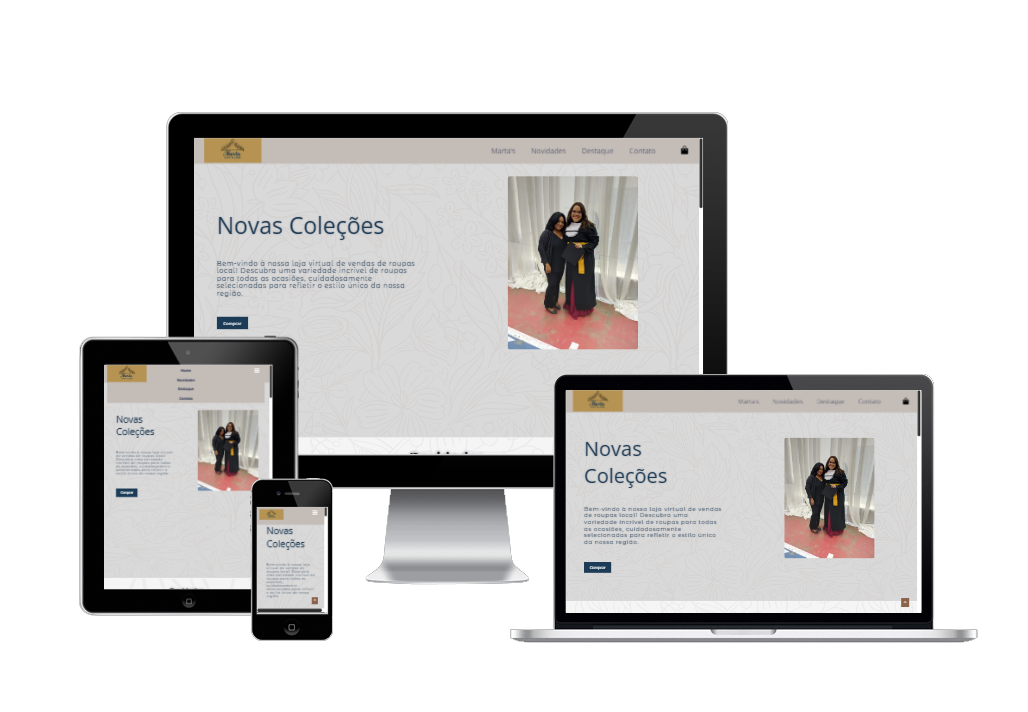 Marta
Marta's Novidades Destaque Contato
Novas Coleções
Bem-vindo à nossa loja virtual de vendas de roupas
local! Descubra uma variedade incrível de roupas
para todas as ocasiões, cuidadosamente
selecionadas para refletir o estilo único da nossa
região.
Comprar
Marta
Home
Novidades
Destaque
Contato
Novas
Coleções
Comprar
Novas
Coleções
Marta
Marta's Novidades Destaque Contato
Novas
Coleções
Bem-vindo à nossa loja virtual de vendas
de roupas local! Descubra uma
variedade incrível de roupas para todas
as ocasiões, cuidadosamente
selecionadas para refletir o estilo único
da nossa região.
Comprar